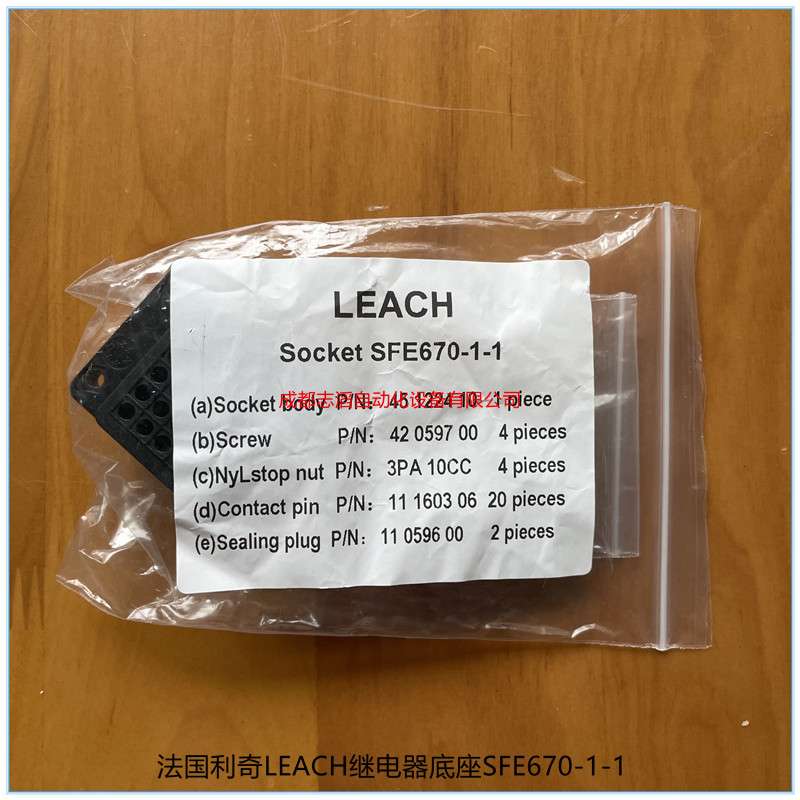 LEACH
Socket SFE670-1-1
(a)Socket body P/N: 1 piece
(b)Screw P/N: 42 0597 00 4 pieces
(c)NyLstop nut P/N: 3PA 10CC 4 pieces
(d)Contact pin P/N: 11 1603 06 20 pieces
(e)Sealing plug P/N: 11 0596 00 2 pieces
法国利奇LEACH继电器底座SFE670-1-1